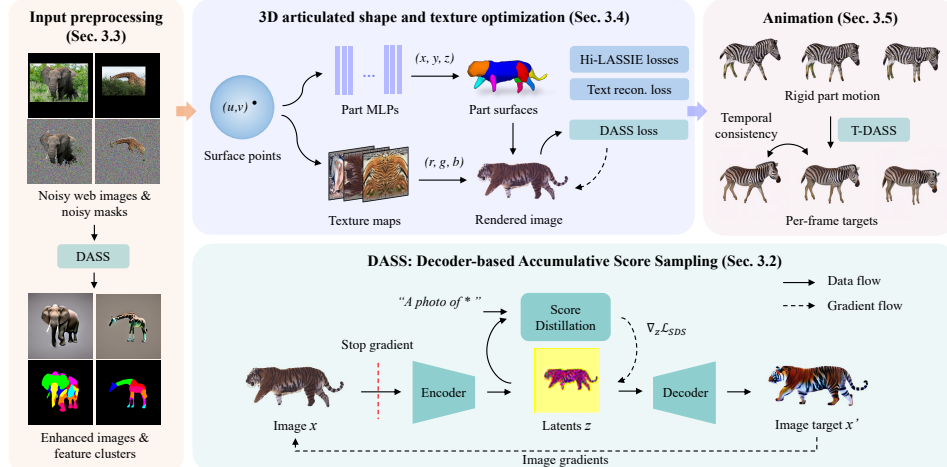 Input preprocessing
(Sec. 3.3)
Noisy web images &
noisy masks
DASS
Enhanced images &
feature clusters
3D articulated shape and texture optimization (Sec. 3.4)
(u,v)
Surface points
...
Part MLPs
(x, y, z)
Part surfaces
Hi-LASSIE losses
Text recon. loss
DASS loss
Texture maps
(r, g, b)
Rendered image
Animation (Sec. 3.5)
Rigid part motion
Temporal
consistency
T-DASS
Per-frame targets
DASS: Decoder-based Accumulative Score Sampling (Sec. 3.2)
Data flow
Gradient flow
“A photo of * ”
Score
Distillation
∇zℒSDS
Stop gradient
Encoder
Decoder
Image x
Latents z
Image target x’
Image gradients